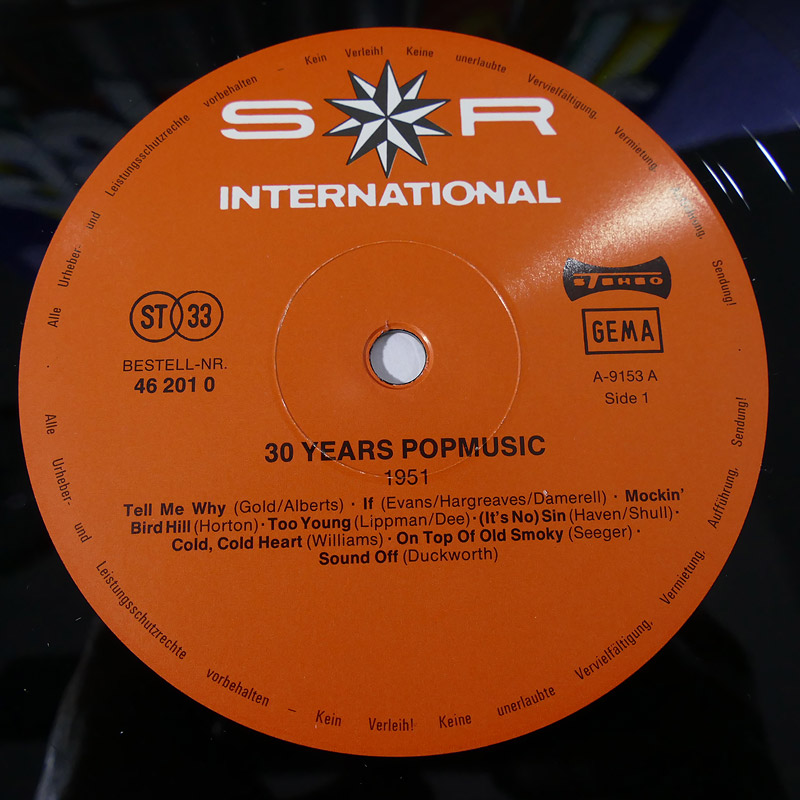 Alle Urheber- und Leistungsschutzrechte vorbehalten – Kein Verleih! Keine unerlaubte Vervielfältigung, Vermietung, Aufführung, Sendung!
S R
INTERNATIONAL
ST 33
BESTELL-NR.
46 201 0
STEREO
GEMA
A-9153 A
Side 1
30 YEARS POPMUSIC
1951
Tell Me Why (Gold/Alberts) · If (Evans/Hargreaves/Damerell) · Mockin'
Bird Hill (Horton) · Too Young (Lippman/Dee) · (It's No) Sin (Haven/Shull) ·
Cold, Cold Heart (Williams) · On Top Of Old Smoky (Seeger) ·
Sound Off (Duckworth)
Alle Urheber- und Leistungsschutzrechte vorbehalten – Kein Verleih! Keine unerlaubte Vervielfältigung, Vermietung, Aufführung, Sendung!